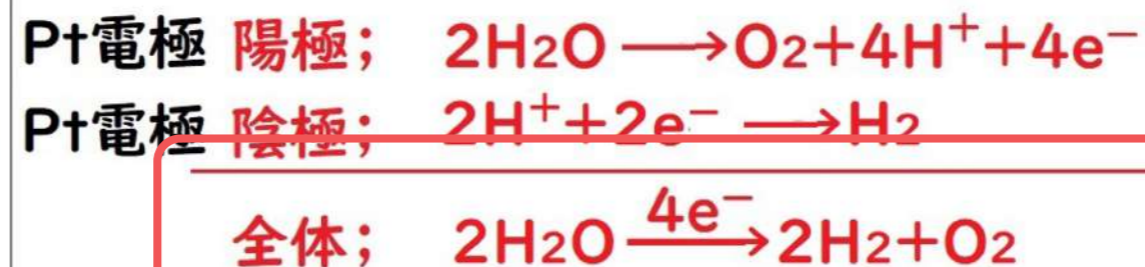 Pt電極 陽極; 2H₂O⟶O₂+4H⁺+4e⁻
Pt電極 陰極; 2H⁺+2e⁻ ⟶H₂
全体; 2H₂O 4e⁻⟶2H₂+O₂